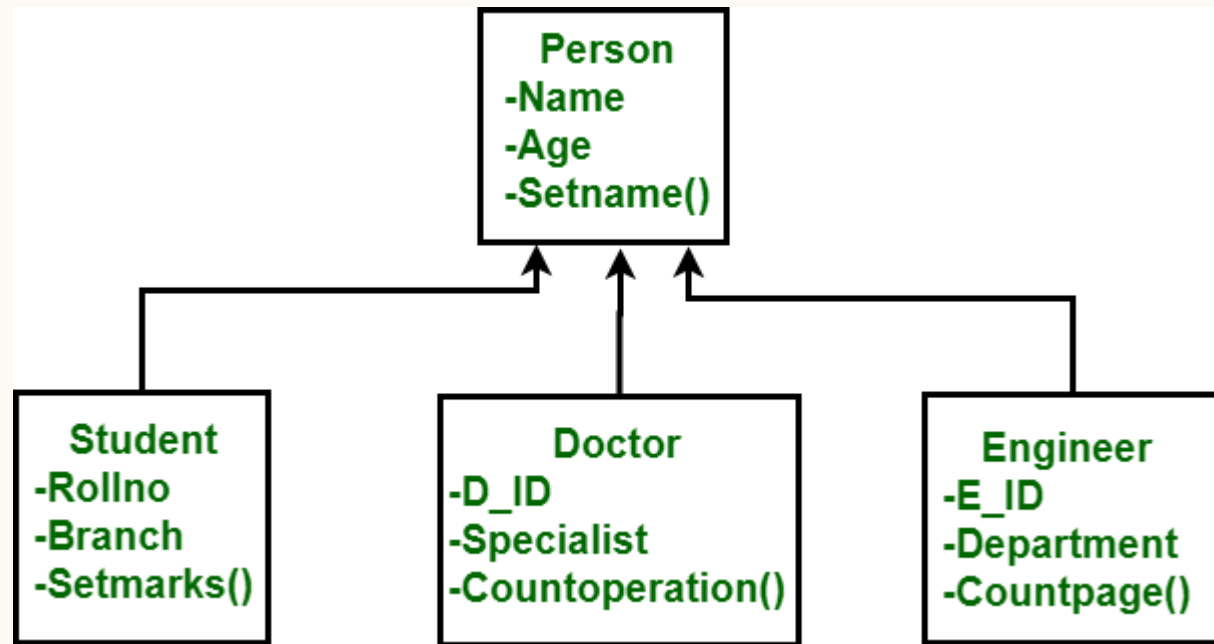 Person
-Name
-Age
-Setname()
Student
-Rollno
-Branch
-Setmarks()
Doctor
-D_ID
-Specialist
-Countoperation()
Engineer
-E_ID
-Department
-Countpage()